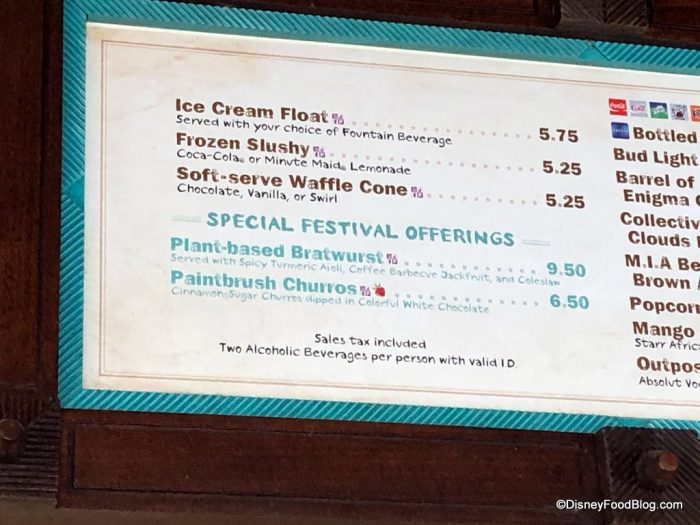 Ice Cream Float 5.75
Served with your choice of Fountain Beverage
Frozen Slushy 5.25
Coca-Cola® or Minute Maid® Lemonade
Soft-serve Waffle Cone 5.25
Chocolate, Vanilla, or Swirl
SPECIAL FESTIVAL OFFERINGS
Plant-based Bratwurst 9.50
Served with Spicy Turmeric Aioli, Coffee Barbecue Jackfruit, and Coleslaw
Paintbrush Churros 6.50
Cinnamon-Sugar Churros dipped in Colorful White Chocolate
Sales tax included
Two Alcoholic Beverages per person with valid I.D.
Coca-Cola
Bottled
Bud Light
Barrel of
Enigma
Collectiv
Clouds
M.I.A Be
Brown
Popcorn
Mango
Starr Afric
Outpos
Absolut Vo
©DisneyFoodBlog.com